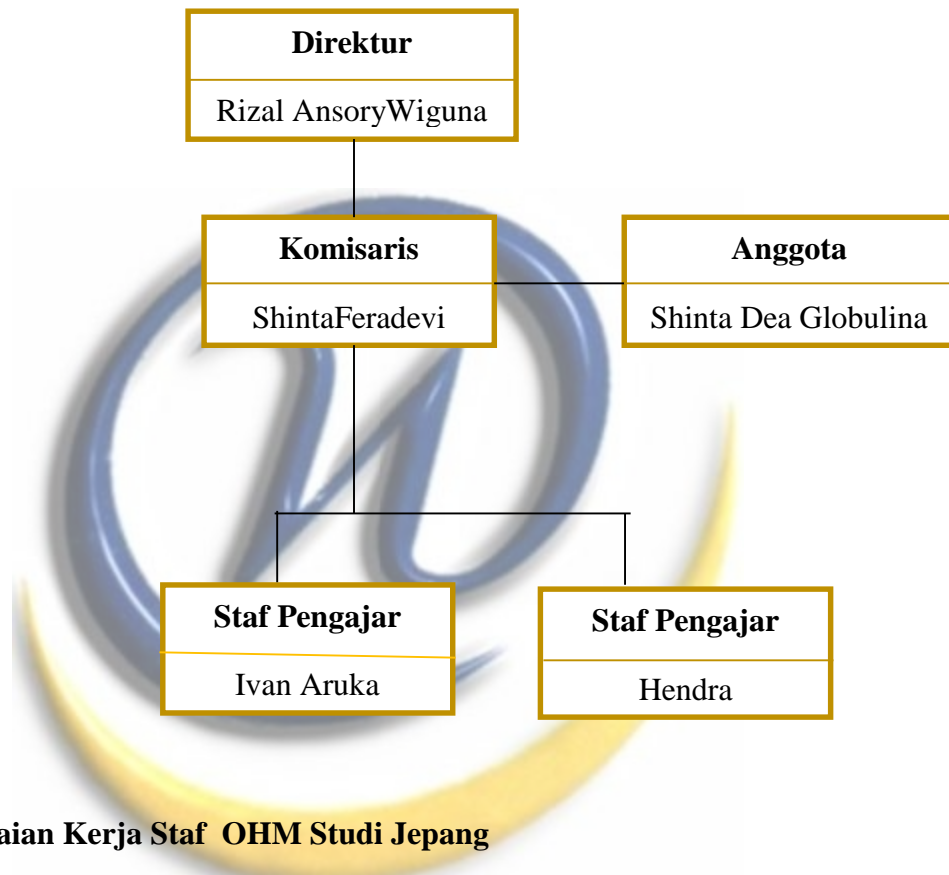 Direktur
Rizal AnsoryWiguna
Komisaris
ShintaFeradevi
Anggota
Shinta Dea Globulina
Staf Pengajar
Ivan Aruka
Staf Pengajar
Hendra
aian Kerja Staf  OHM Studi Jepang